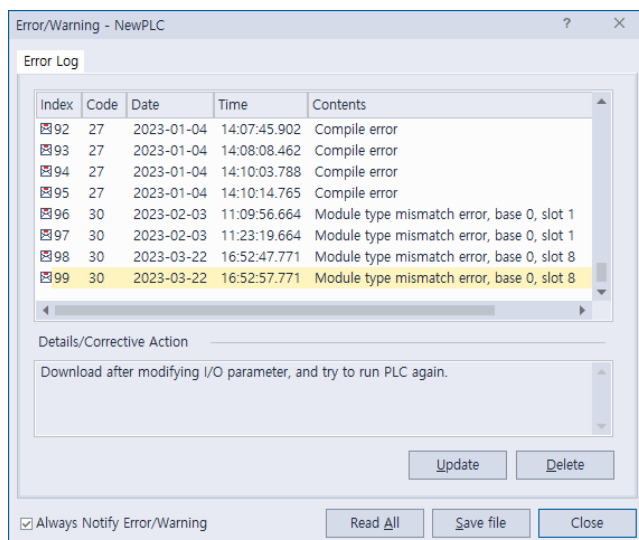 Error/Warning - NewPLC
Error Log
Index Code Date Time Contents
92 27 2023-01-04 14:07:45.902 Compile error
93 27 2023-01-04 14:08:08.462 Compile error
94 27 2023-01-04 14:10:03.788 Compile error
95 27 2023-01-04 14:10:14.765 Compile error
96 30 2023-02-03 11:09:56.664 Module type mismatch error, base 0, slot 1
97 30 2023-02-03 11:23:19.664 Module type mismatch error, base 0, slot 1
98 30 2023-03-22 16:52:47.771 Module type mismatch error, base 0, slot 8
99 30 2023-03-22 16:52:57.771 Module type mismatch error, base 0, slot 8
Details/Corrective Action
Download after modifying I/O parameter, and try to run PLC again.
Update Delete
Always Notify Error/Warning Read All Save file Close